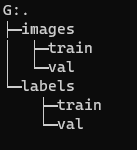 G:.
├─images
│  ├─train
│  └─val
└─labels
    ├─train
    └─val